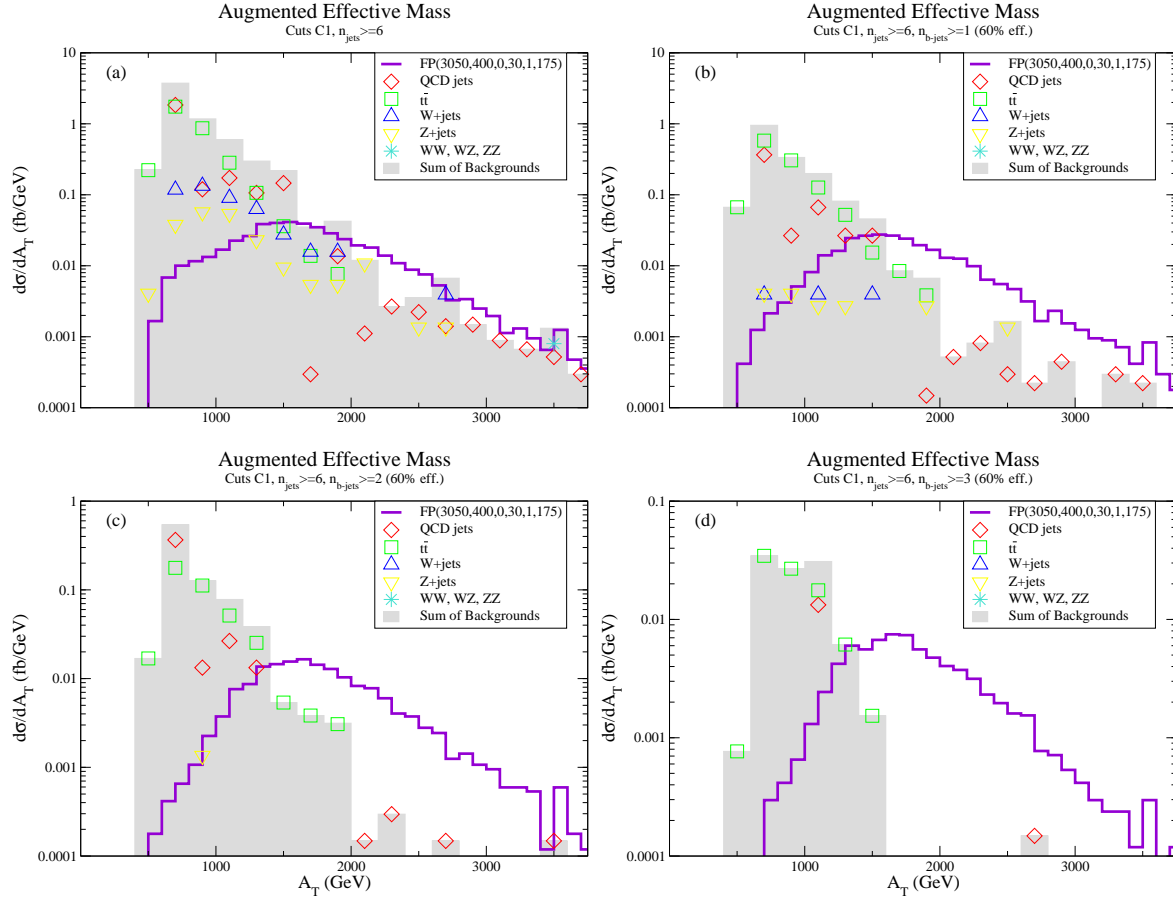 Augmented Effective Mass
Cuts C1, n_jets>=6
(a)
FP(3050,400,0,30,1,175)
QCD jets
tt̄
W+jets
Z+jets
WW, WZ, ZZ
Sum of Backgrounds
dσ/dA_T (fb/GeV)
10
1
0.1
0.01
0.001
0.0001
1000 2000 3000
Augmented Effective Mass
Cuts C1, n_jets>=6, n_b-jets>=1 (60% eff.)
(b)
FP(3050,400,0,30,1,175)
QCD jets
tt̄
W+jets
Z+jets
WW, WZ, ZZ
Sum of Backgrounds
dσ/dA_T (fb/GeV)
10
1
0.1
0.01
0.001
0.0001
1000 2000 3000
Augmented Effective Mass
Cuts C1, n_jets>=6, n_b-jets>=2 (60% eff.)
(c)
FP(3050,400,0,30,1,175)
QCD jets
tt̄
W+jets
Z+jets
WW, WZ, ZZ
Sum of Backgrounds
dσ/dA_T (fb/GeV)
1
0.1
0.01
0.001
0.0001
1000 2000 3000
A_T (GeV)
Augmented Effective Mass
Cuts C1, n_jets>=6, n_b-jets>=3 (60% eff.)
(d)
FP(3050,400,0,30,1,175)
QCD jets
tt̄
W+jets
Z+jets
WW, WZ, ZZ
Sum of Backgrounds
dσ/dA_T (fb/GeV)
0.1
0.01
0.001
0.0001
1000 2000 3000
A_T (GeV)